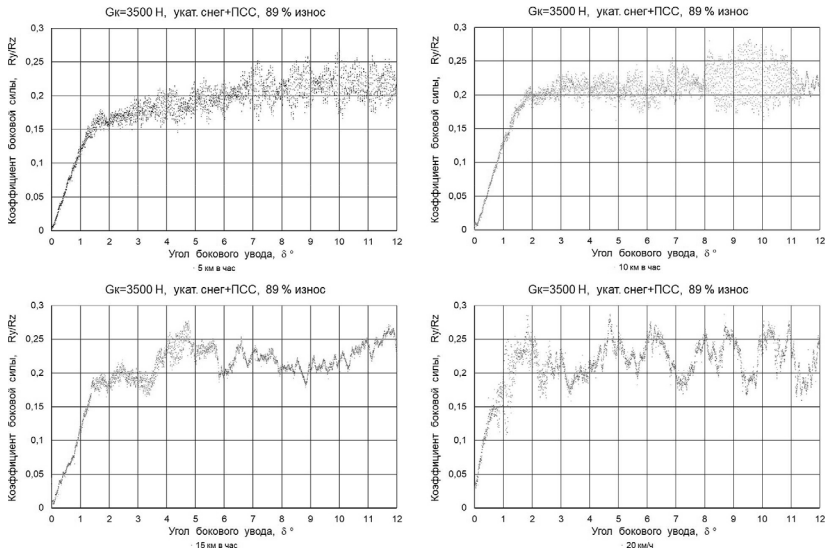 Gк=3500 Н, укат. снег+ПСС, 89 % износ
Коэффициент боковой силы, Ry/Rz
0,3
0,25
0,2
0,15
0,1
0,05
0
0 1 2 3 4 5 6 7 8 9 10 11 12
Угол бокового увода, δ °
· 5 км в час
Gк=3500 Н, укат. снег+ПСС, 89 % износ
Коэффициент боковой силы, Ry/Rz
0,3
0,25
0,2
0,15
0,1
0,05
0
0 1 2 3 4 5 6 7 8 9 10 11 12
Угол бокового увода, δ °
· 10 км в час
Gк=3500 Н, укат. снег+ПСС, 89 % износ
Коэффициент боковой силы, Ry/Rz
0,3
0,25
0,2
0,15
0,1
0,05
0
0 1 2 3 4 5 6 7 8 9 10 11 12
Угол бокового увода, δ °
· 15 км в час
Gк=3500 Н, укат. снег+ПСС, 89 % износ
Коэффициент боковой силы, Ry/Rz
0,3
0,25
0,2
0,15
0,1
0,05
0
0 1 2 3 4 5 6 7 8 9 10 11 12
Угол бокового увода, δ °
· 20 км/ч